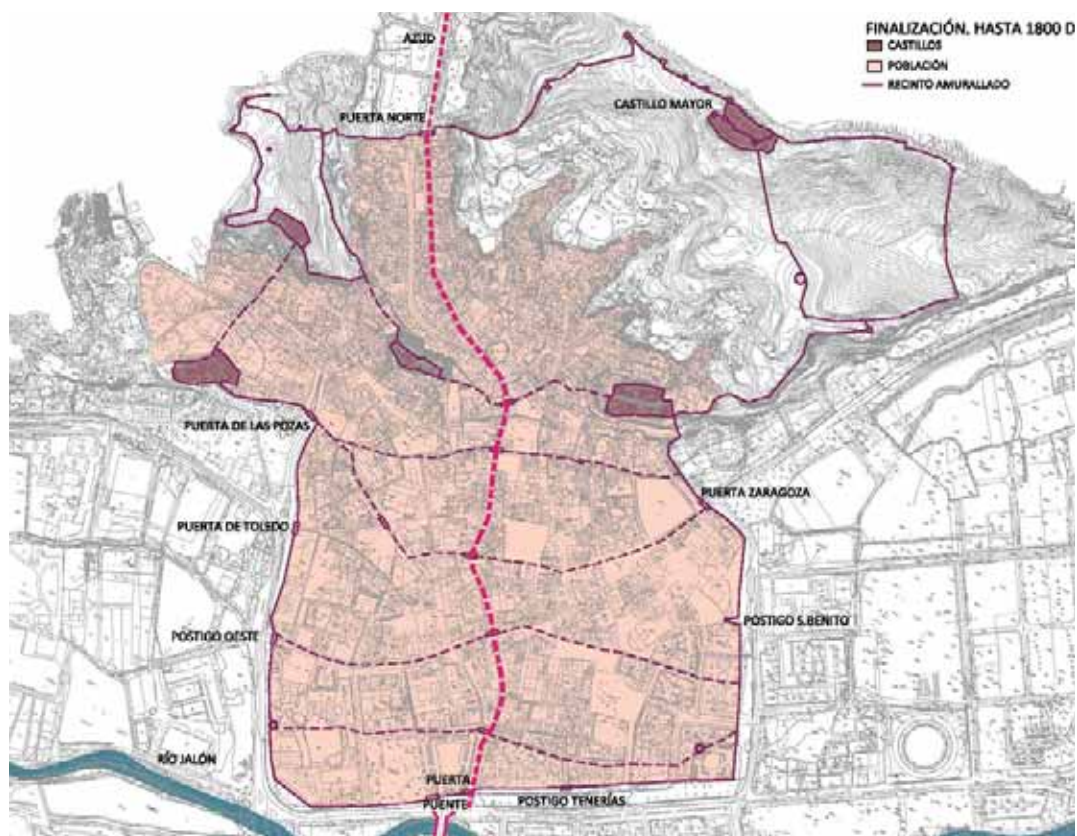 FINALIZACIÓN. HASTA 1800 D
CASTILLOS
POBLACIÓN
RECINTO AMURALLADO
AZUD
PUERTA NORTE
CASTILLO MAYOR
PUERTA DE LAS POZAS
PUERTA ZARAGOZA
PUERTA DE TOLEDO
POSTIGO OESTE
POSTIGO S.BENITO
RÍO JALÓN
PUERTA
PUENTE
POSTIGO TENERÍAS